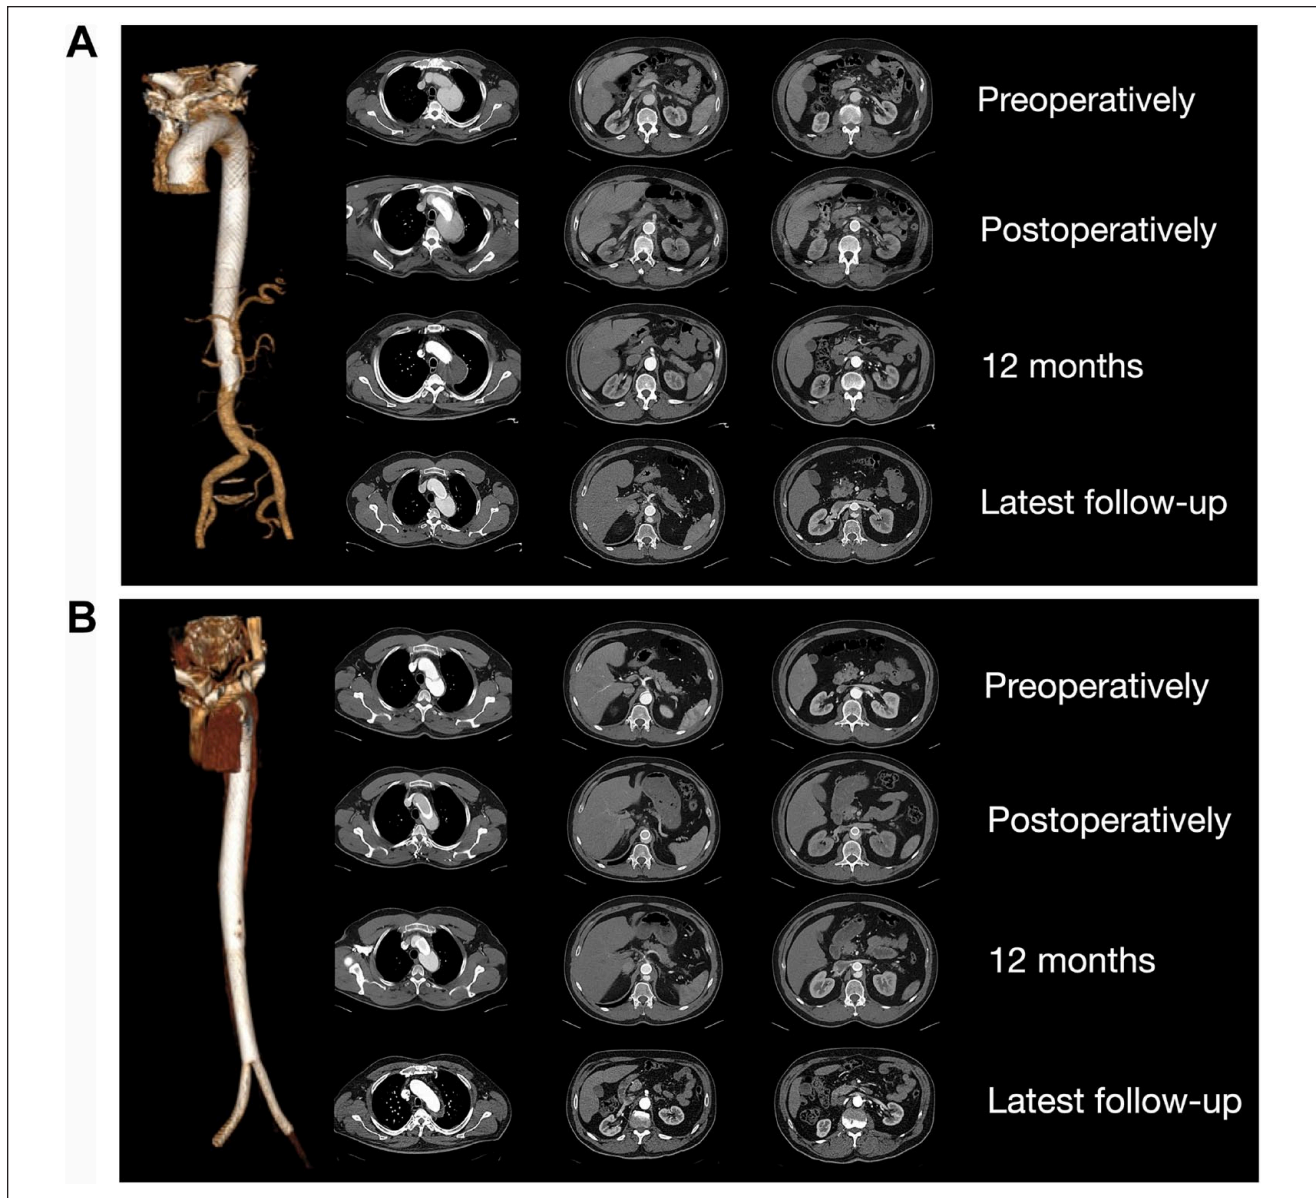 A
Preoperatively
Postoperatively
12 months
Latest follow-up
B
Preoperatively
Postoperatively
12 months
Latest follow-up